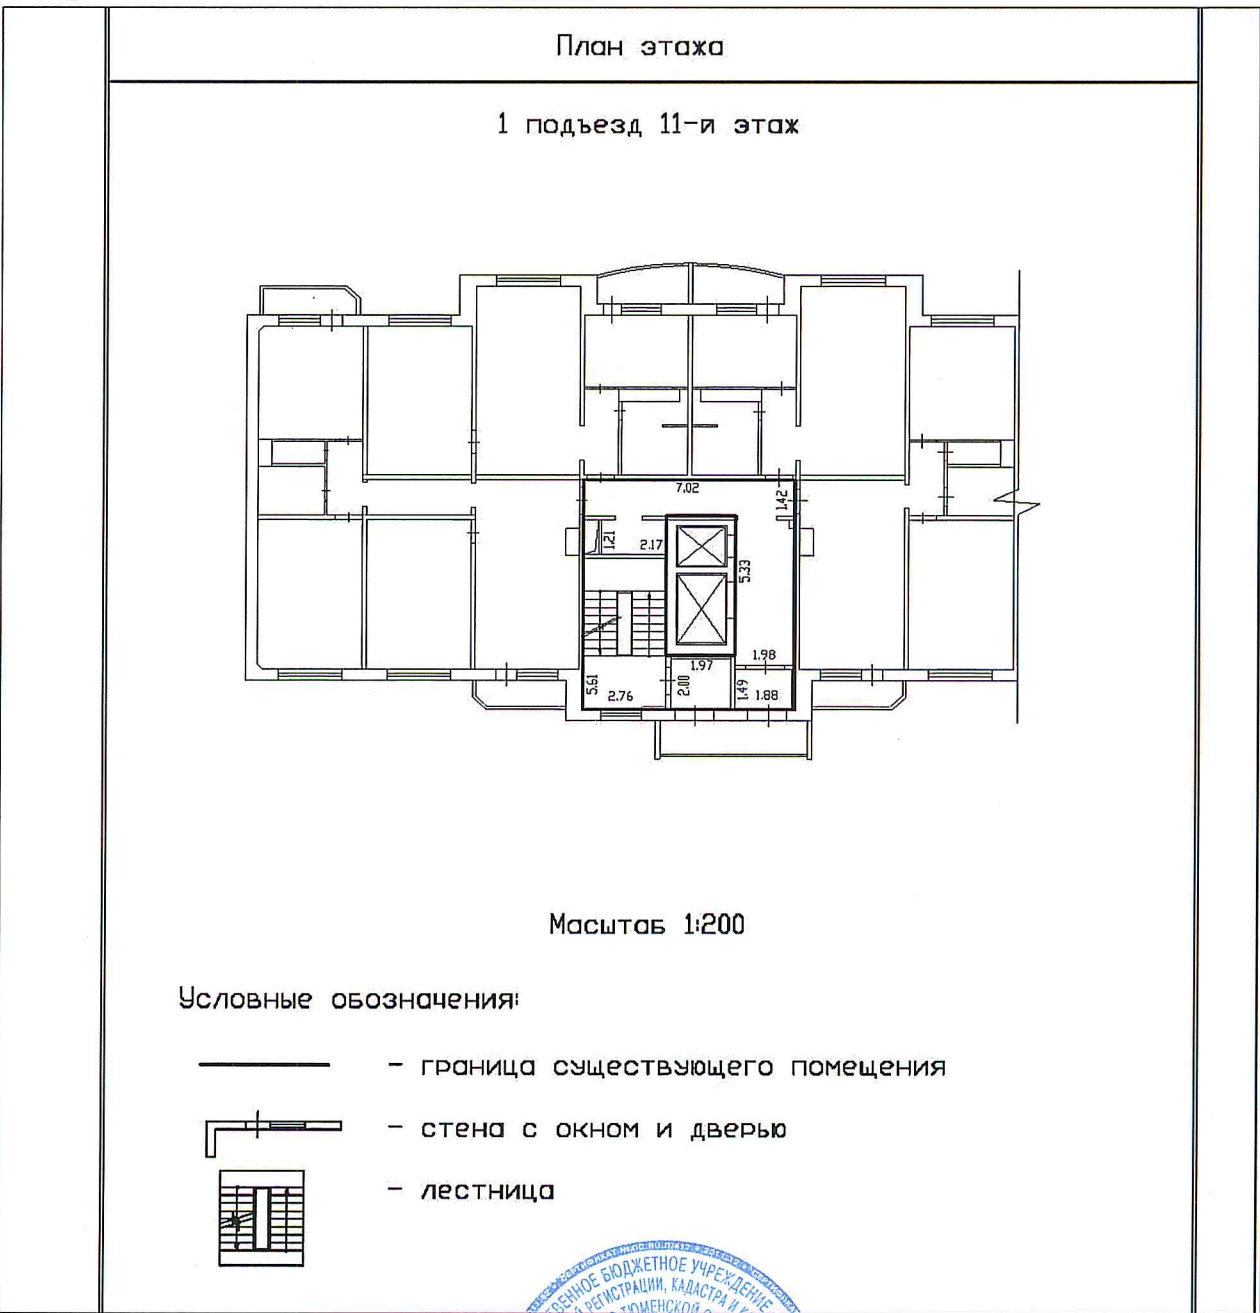 План этажа
1 подъезд 11-й этаж
7.02
1.42
1.21
2.17
5.33
1.98
1.97
5.61
2.76
2.00
1.49
1.88
Масштаб 1:200
Условные обозначения:
- граница существующего помещения
- стена с окном и дверью
- лестница
БЮДЖЕТНОЕ УЧРЕЖДЕНИЕ
РЕГИСТРАЦИИ, КАДАСТРА И
ТЮМЕНСКОЙ